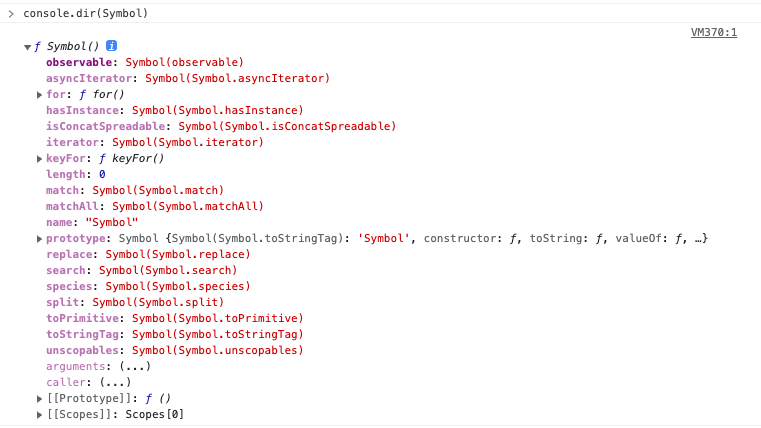 > console.dir(Symbol)
VM370:1
▼ƒ Symbol() i
observable: Symbol(observable)
asyncIterator: Symbol(Symbol.asyncIterator)
▶ for: ƒ for()
hasInstance: Symbol(Symbol.hasInstance)
isConcatSpreadable: Symbol(Symbol.isConcatSpreadable)
iterator: Symbol(Symbol.iterator)
▶ keyFor: ƒ keyFor()
length: 0
match: Symbol(Symbol.match)
matchAll: Symbol(Symbol.matchAll)
name: "Symbol"
▶ prototype: Symbol {Symbol(Symbol.toStringTag): 'Symbol', constructor: ƒ, toString: ƒ, valueOf: ƒ, …}
replace: Symbol(Symbol.replace)
search: Symbol(Symbol.search)
species: Symbol(Symbol.species)
split: Symbol(Symbol.split)
toPrimitive: Symbol(Symbol.toPrimitive)
toStringTag: Symbol(Symbol.toStringTag)
unscopables: Symbol(Symbol.unscopables)
arguments: (...)
caller: (...)
▶ [[Prototype]]: ƒ ()
▶ [[Scopes]]: Scopes[0]